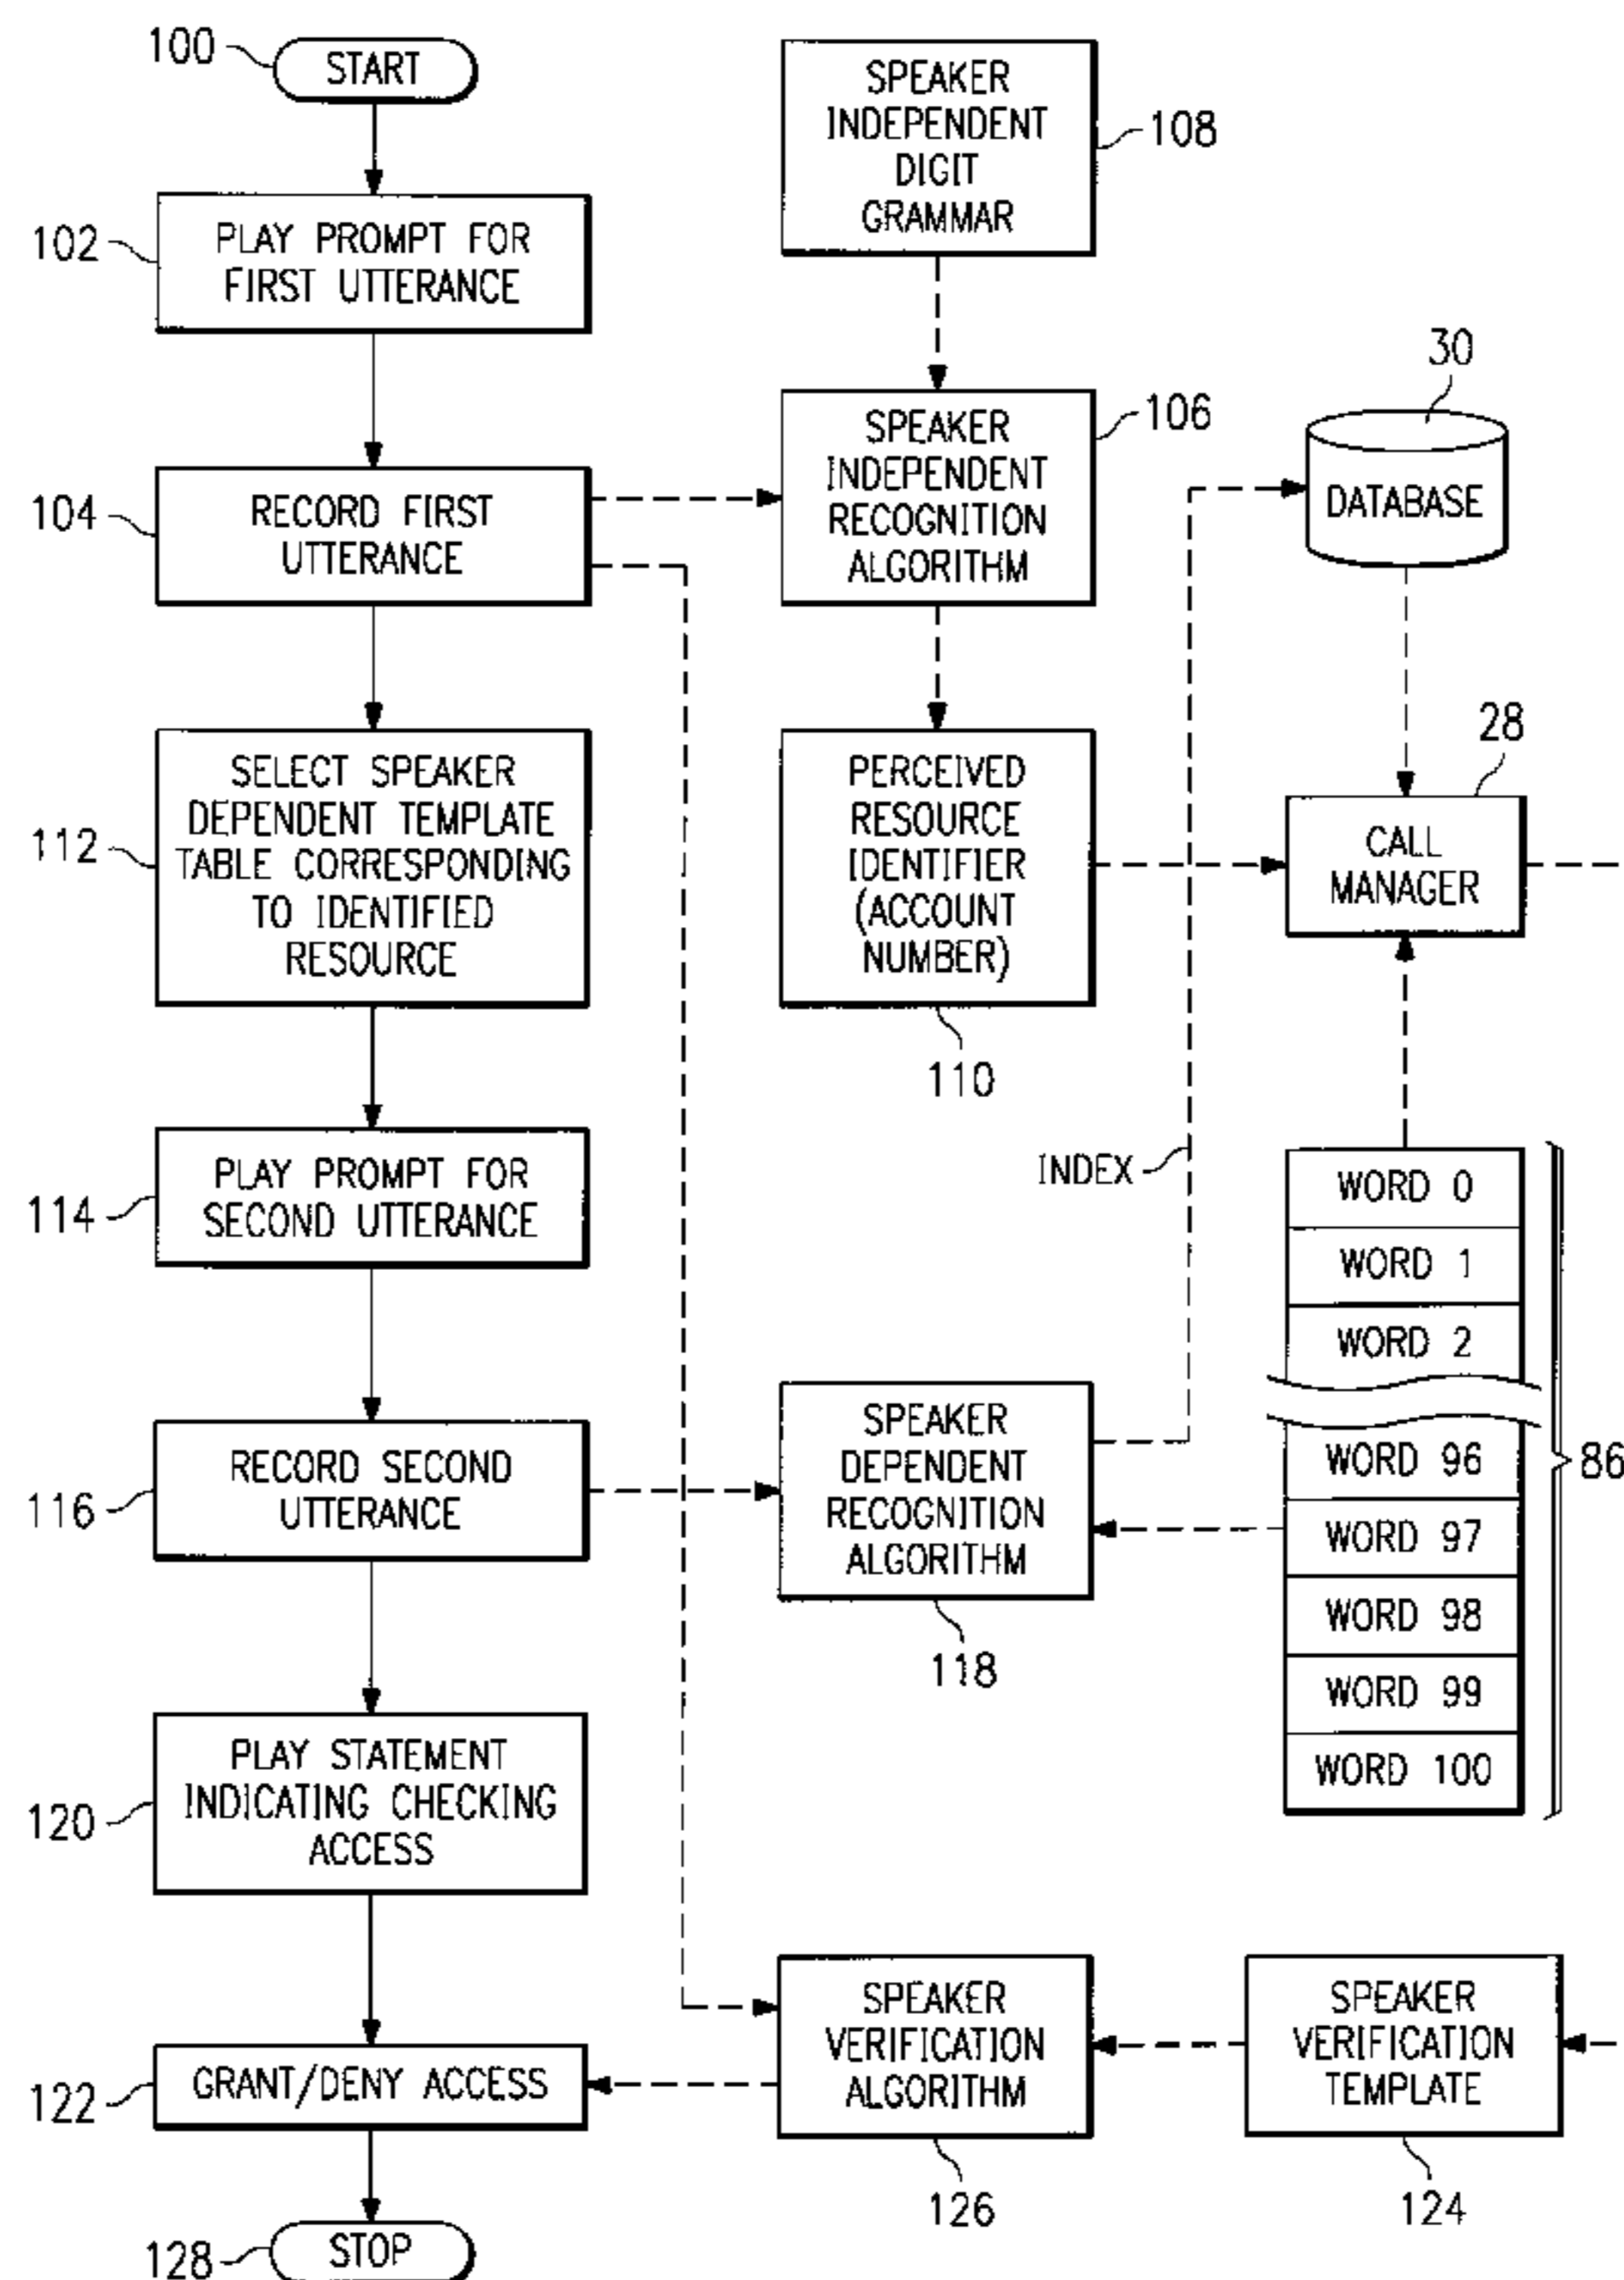 100
START
102
PLAY PROMPT FOR
FIRST UTTERANCE
104
RECORD FIRST
UTTERANCE
112
SELECT SPEAKER
DEPENDENT TEMPLATE
TABLE CORRESPONDING
TO IDENTIFIED
RESOURCE
114
PLAY PROMPT FOR
SECOND UTTERANCE
116
RECORD SECOND
UTTERANCE
120
PLAY STATEMENT
INDICATING CHECKING
ACCESS
122
GRANT/DENY ACCESS
128
STOP
SPEAKER
INDEPENDENT
DIGIT
GRAMMAR
108
SPEAKER
INDEPENDENT
RECOGNITION
ALGORITHM
106
PERCEIVED
RESOURCE
IDENTIFIER
(ACCOUNT
NUMBER)
110
INDEX
SPEAKER
DEPENDENT
RECOGNITION
ALGORITHM
118
SPEAKER
VERIFICATION
ALGORITHM
126
30
DATABASE
28
CALL
MANAGER
WORD 0
WORD 1
WORD 2
WORD 96
WORD 97
WORD 98
WORD 99
WORD 100
86
SPEAKER
VERIFICATION
TEMPLATE
124